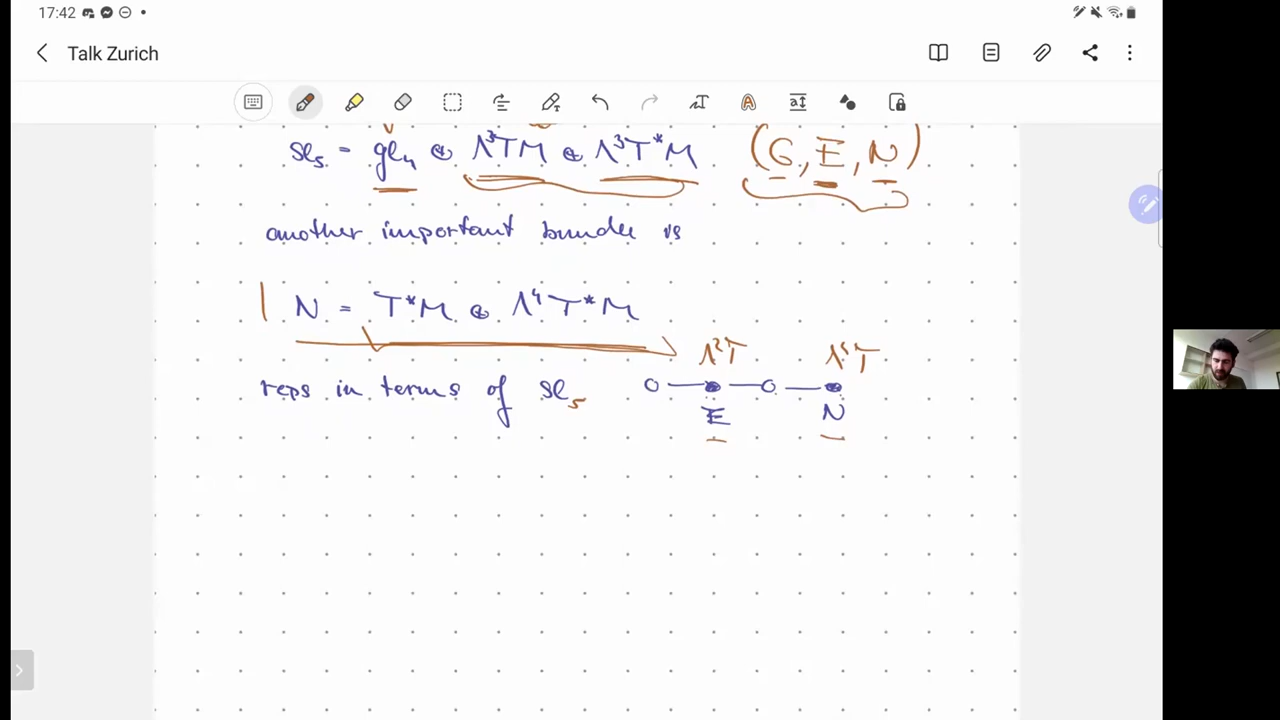 17:42
Talk Zurich
sl₅ = gl₄ ⊕ Λ³TM ⊕ Λ³T*M (G, E, N)
another important bundle is
N = T*M ⊕ Λ⁴T*M
Λ²T Λ⁴T
reps in terms of sl₅
E N